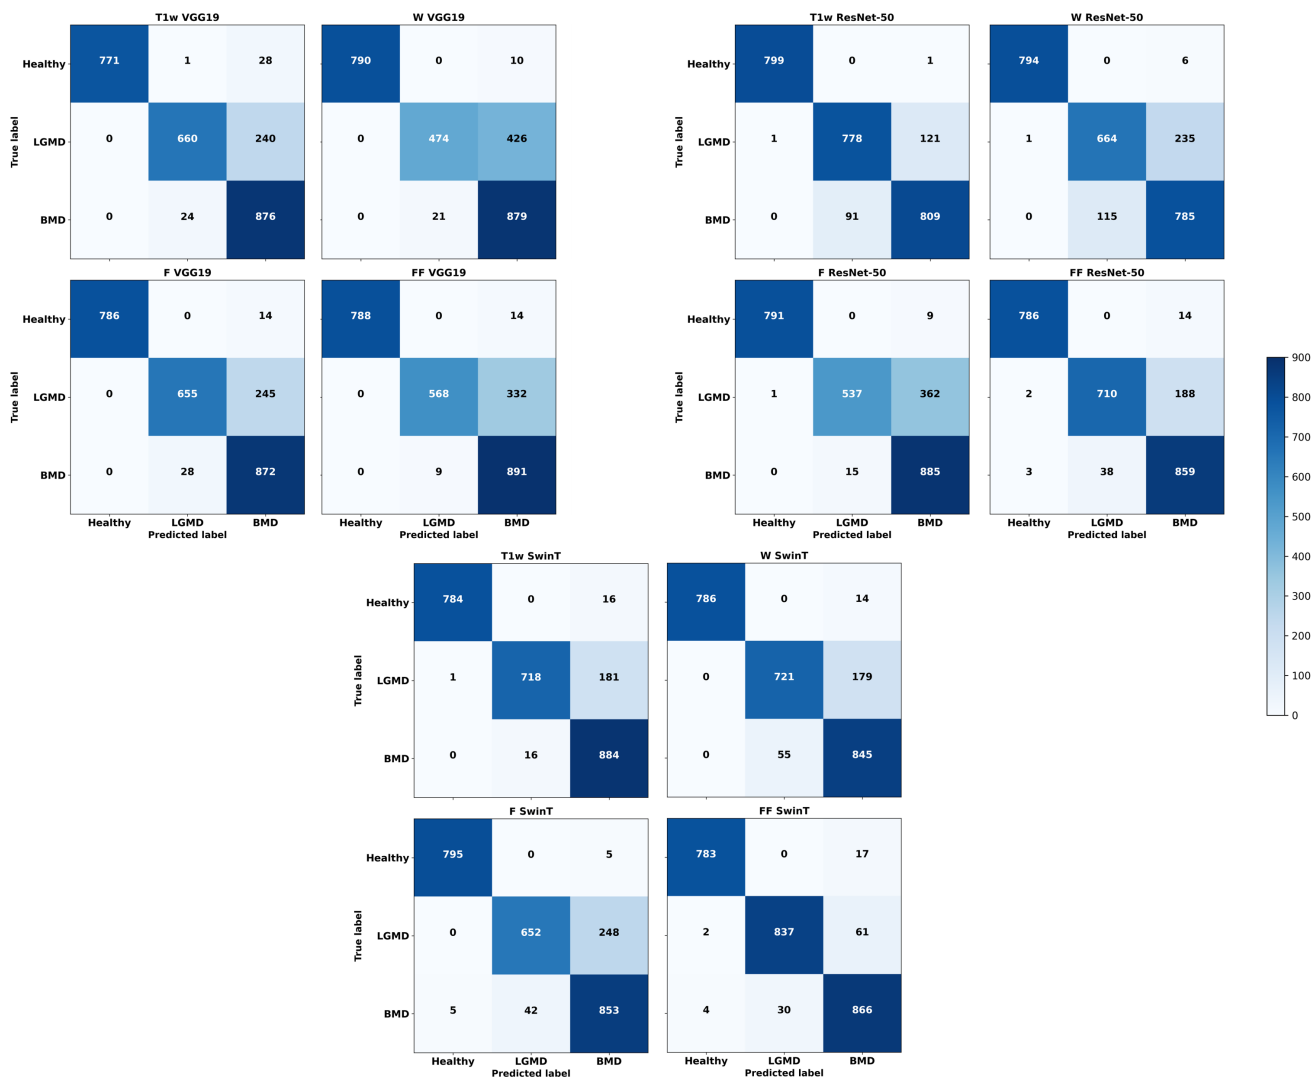 T1w VGG19
W VGG19
Healthy 771 1 28 790 0 10
True label
LGMD 0 660 240 0 474 426
BMD 0 24 876 0 21 879
F VGG19
FF VGG19
Healthy 786 0 14 788 0 14
True label
LGMD 0 655 245 0 568 332
BMD 0 28 872 0 9 891
Healthy LGMD BMD Healthy LGMD BMD
Predicted label Predicted label
T1w ResNet-50
W ResNet-50
Healthy 799 0 1 794 0 6
True label
LGMD 1 778 121 1 664 235
BMD 0 91 809 0 115 785
F ResNet-50
FF ResNet-50
Healthy 791 0 9 786 0 14
True label
LGMD 1 537 362 2 710 188
BMD 0 15 885 3 38 859
Healthy LGMD BMD Healthy LGMD BMD
Predicted label Predicted label
T1w SwinT
W SwinT
Healthy 784 0 16 786 0 14
True label
LGMD 1 718 181 0 721 179
BMD 0 16 884 0 55 845
F SwinT
FF SwinT
Healthy 795 0 5 783 0 17
True label
LGMD 0 652 248 2 837 61
BMD 5 42 853 4 30 866
Healthy LGMD BMD Healthy LGMD BMD
Predicted label Predicted label
900
800
700
600
500
400
300
200
100
0